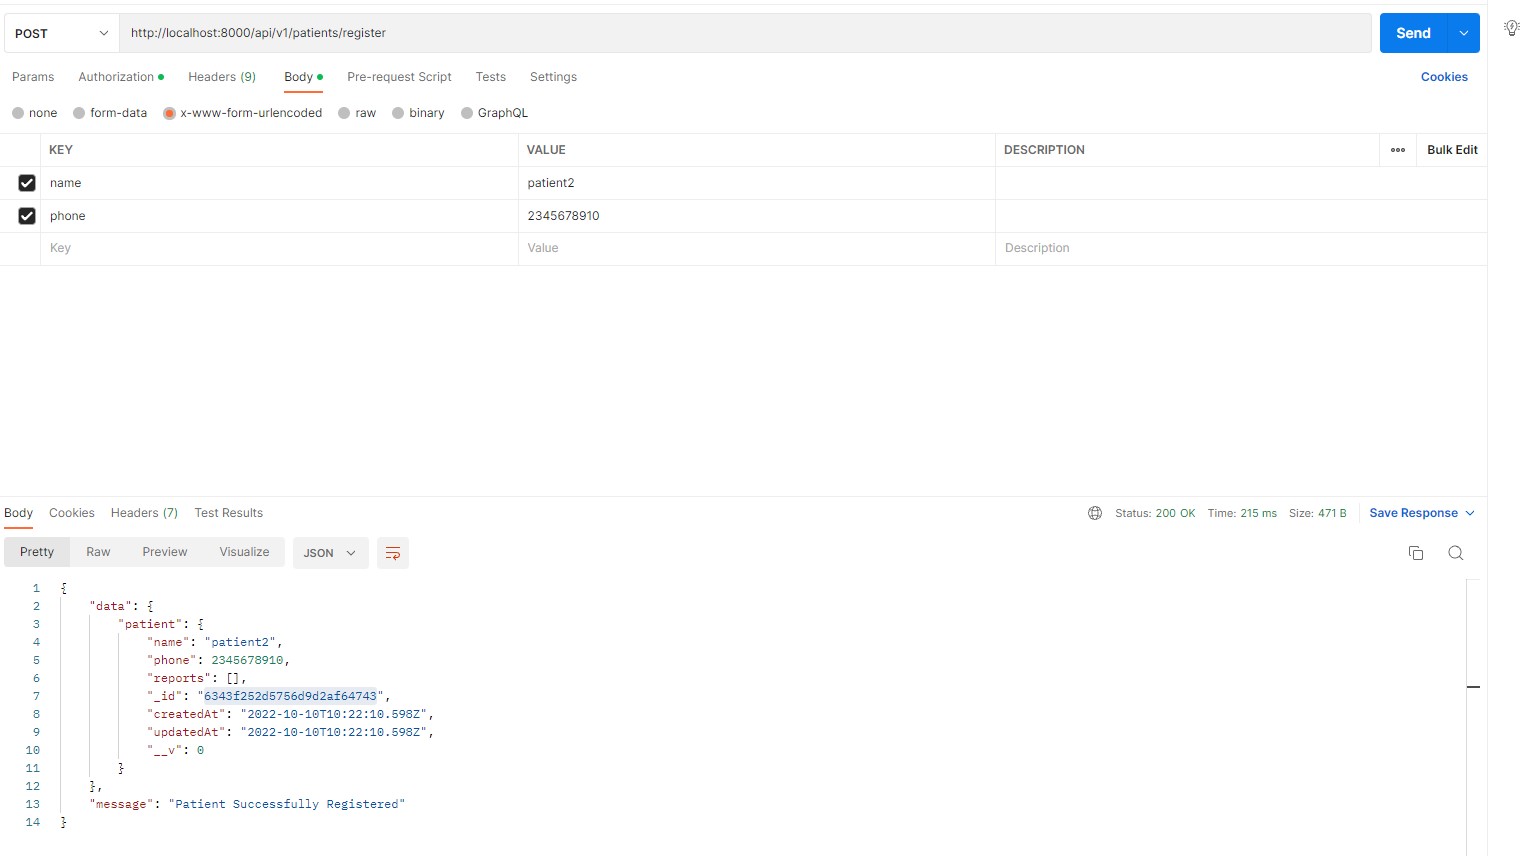 POST http://localhost:8000/api/v1/patients/register Send
Params Authorization Headers (9) Body Pre-request Script Tests Settings Cookies
none form-data x-www-form-urlencoded raw binary GraphQL
KEY VALUE DESCRIPTION Bulk Edit
name patient2
phone 2345678910
Key Value Description
Body Cookies Headers (7) Test Results Status: 200 OK Time: 215 ms Size: 471 B Save Response
Pretty Raw Preview Visualize JSON
1 {
2 "data": {
3 "patient": {
4 "name": "patient2",
5 "phone": 2345678910,
6 "reports": [],
7 "_id": "6343f252d5756d9d2af64743",
8 "createdAt": "2022-10-10T10:22:10.598Z",
9 "updatedAt": "2022-10-10T10:22:10.598Z",
10 "__v": 0
11 }
12 },
13 "message": "Patient Successfully Registered"
14 }